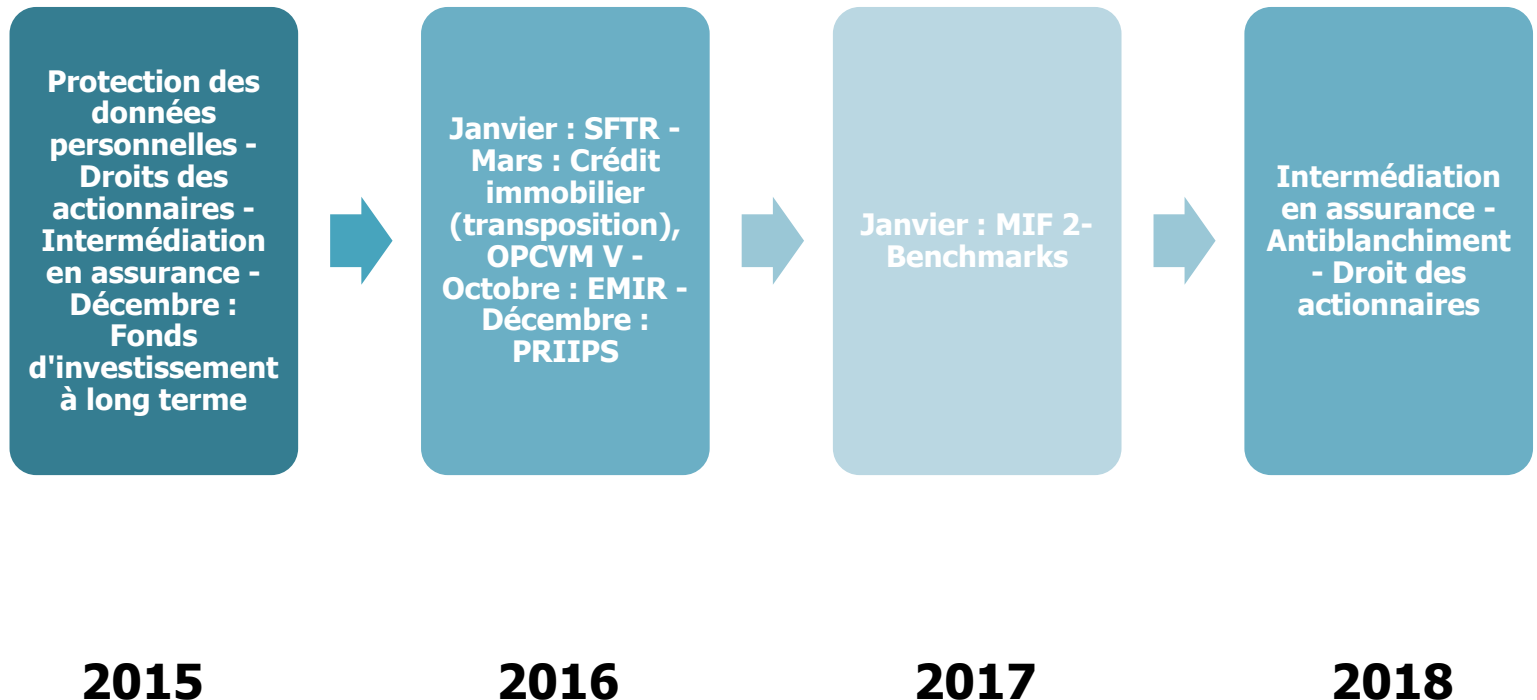 Protection des
données
personnelles -
Droits des
actionnaires -
Intermédiation
en assurance -
Décembre :
Fonds
d'investissement
à long terme
Janvier : SFTR -
Mars : Crédit
immobilier
(transposition),
OPCVM V -
Octobre : EMIR -
Décembre :
PRIIPS
Janvier : MIF 2-
Benchmarks
Intermédiation
en assurance -
Antiblanchiment
- Droit des
actionnaires
2015
2016
2017
2018